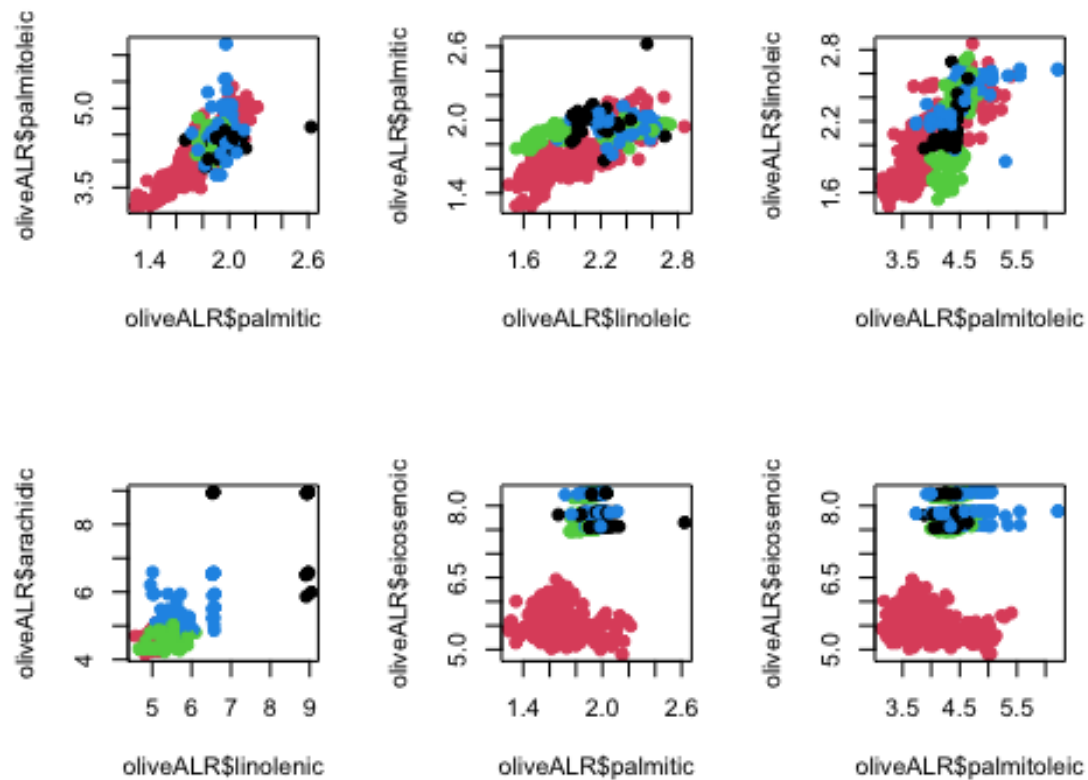 oliveALR$palmitoleic
3.5 5.0
1.4 2.0 2.6
oliveALR$palmitic
oliveALR$palmitic
1.4 2.0 2.6
1.6 2.2 2.8
oliveALR$linoleic
oliveALR$linoleic
1.6 2.2 2.8
3.5 4.5 5.5
oliveALR$palmitoleic
oliveALR$arachidic
4 6 8
5 6 7 8 9
oliveALR$linolenic
oliveALR$eicosenoic
5.0 6.5 8.0
1.4 2.0 2.6
oliveALR$palmitic
oliveALR$eicosenoic
5.0 6.5 8.0
3.5 4.5 5.5
oliveALR$palmitoleic